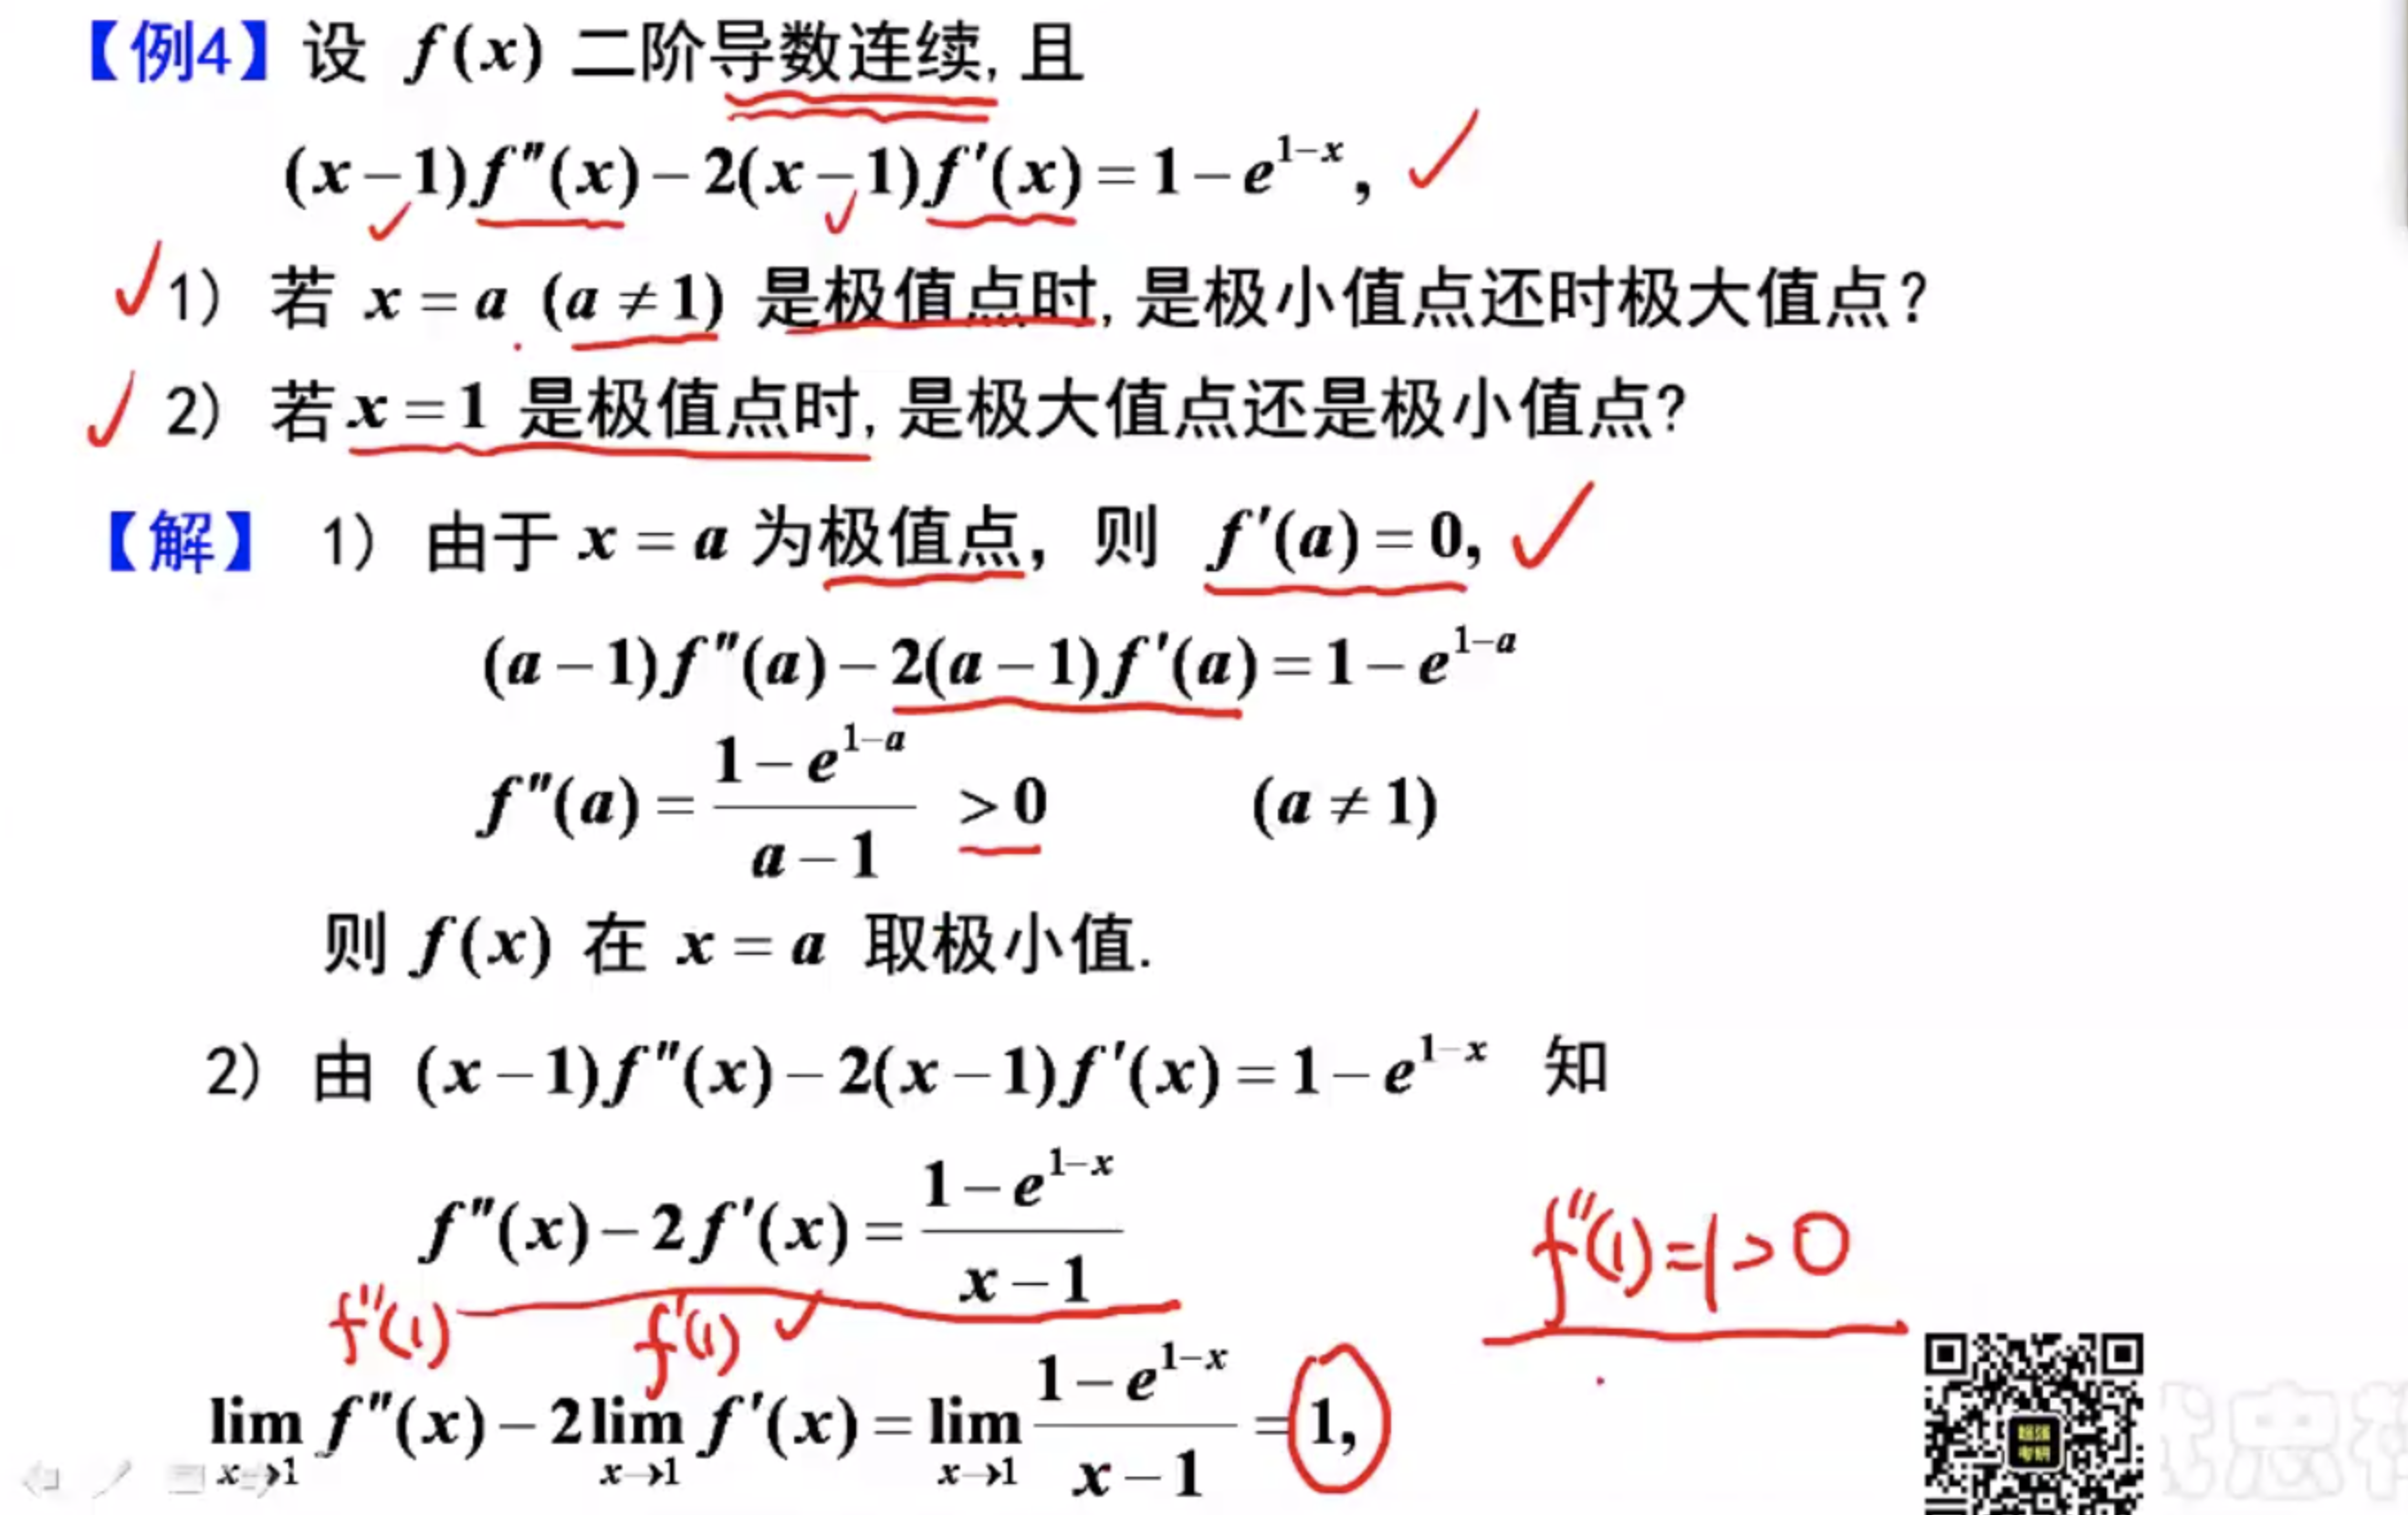 【例4】设 f(x) 二阶导数连续, 且
(x−1)f″(x)−2(x−1)f′(x)=1−e^{1−x},
1) 若 x=a (a≠1) 是极值点时, 是极小值点还时极大值点?
2) 若 x=1 是极值点时, 是极大值点还是极小值点?
【解】 1) 由于 x=a 为极值点, 则 f′(a)=0,
(a−1)f″(a)−2(a−1)f′(a)=1−e^{1−a}
f″(a)=\frac{1−e^{1−a}}{a−1} >0 (a≠1)
则 f(x) 在 x=a 取极小值.
2) 由 (x−1)f″(x)−2(x−1)f′(x)=1−e^{1−x} 知
f″(x)−2f′(x)=\frac{1−e^{1−x}}{x−1}
f″(1)=1>0
f″(1) f′(1)
\lim_{x→1} f″(x)−2\lim_{x→1} f′(x)=\lim_{x→1} \frac{1−e^{1−x}}{x−1}=1,